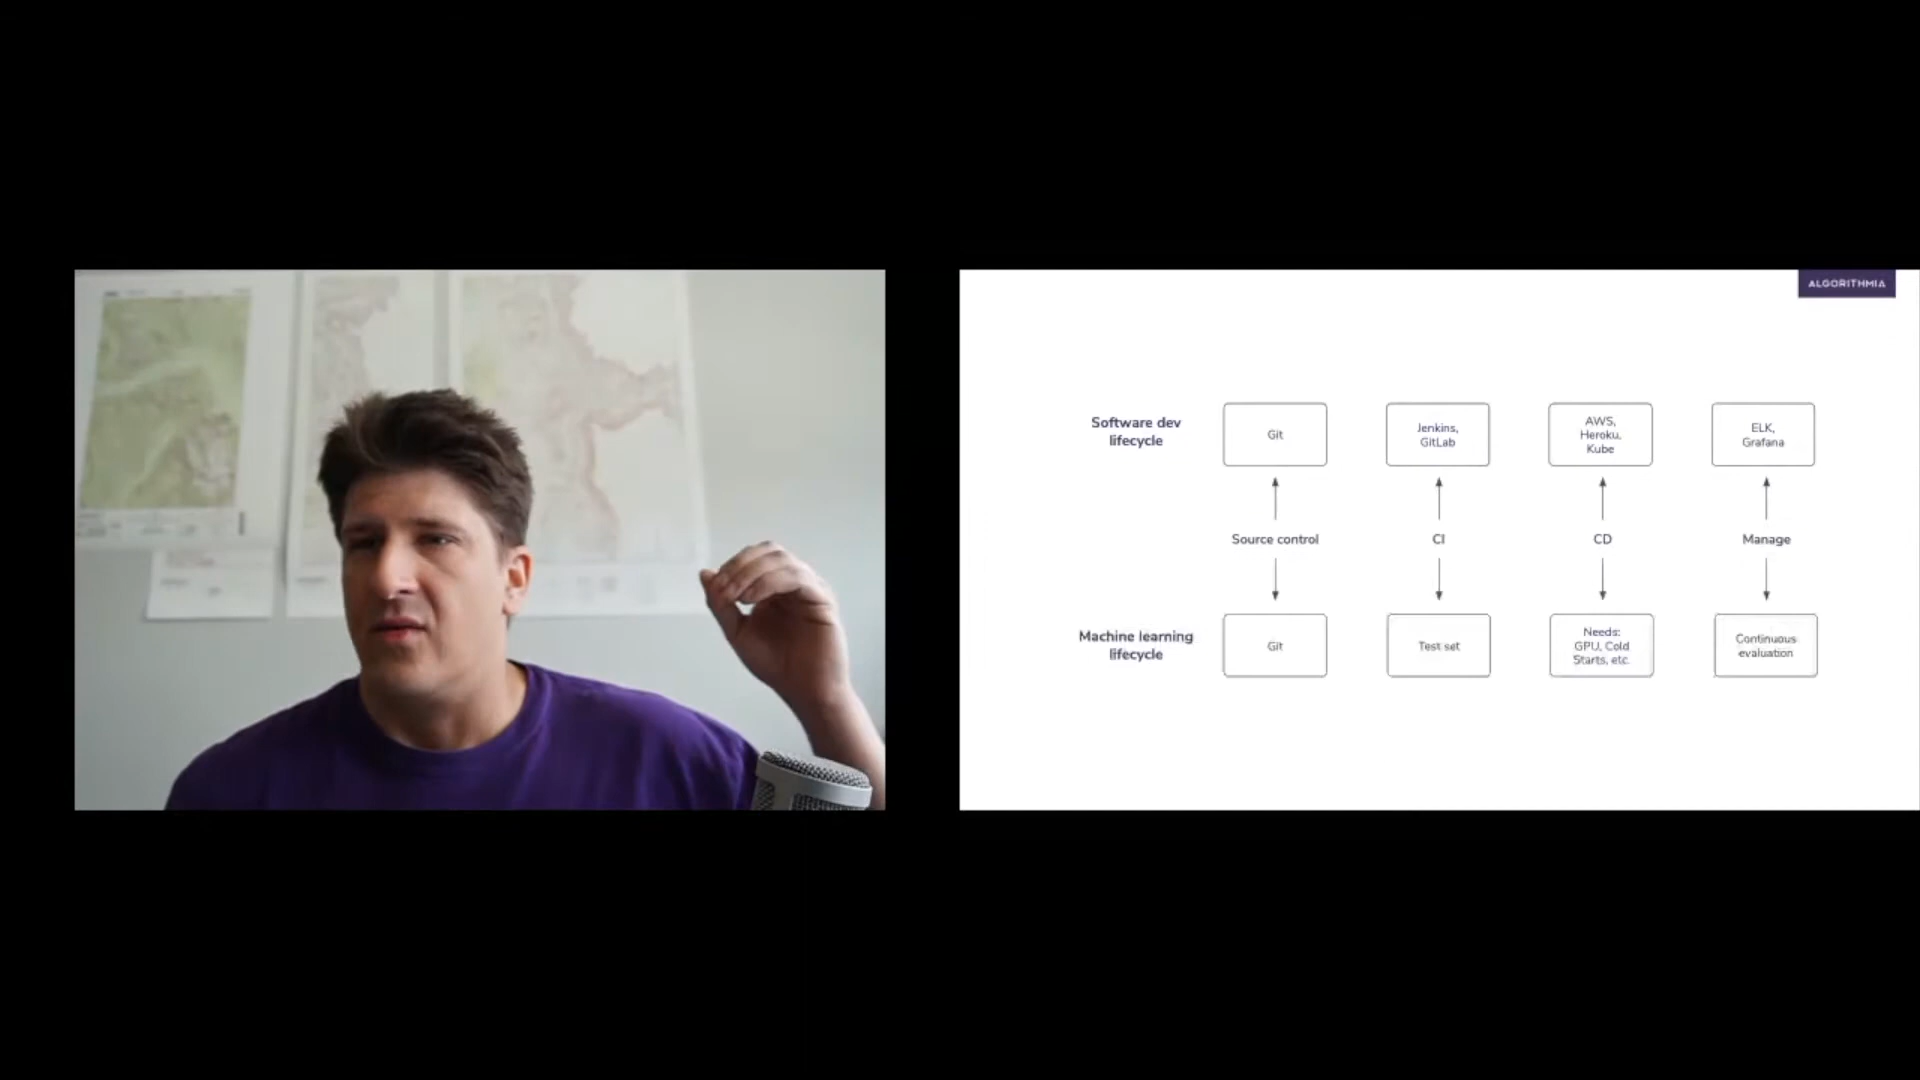 ALGORITHMIA
Software dev
lifecycle
Git
Jenkins,
GitLab
AWS,
Heroku,
Kube
ELK,
Grafana
Source control
CI
CD
Manage
Machine learning
lifecycle
Git
Test set
Needs:
GPU, Cold
Starts, etc.
Continuous
evaluation